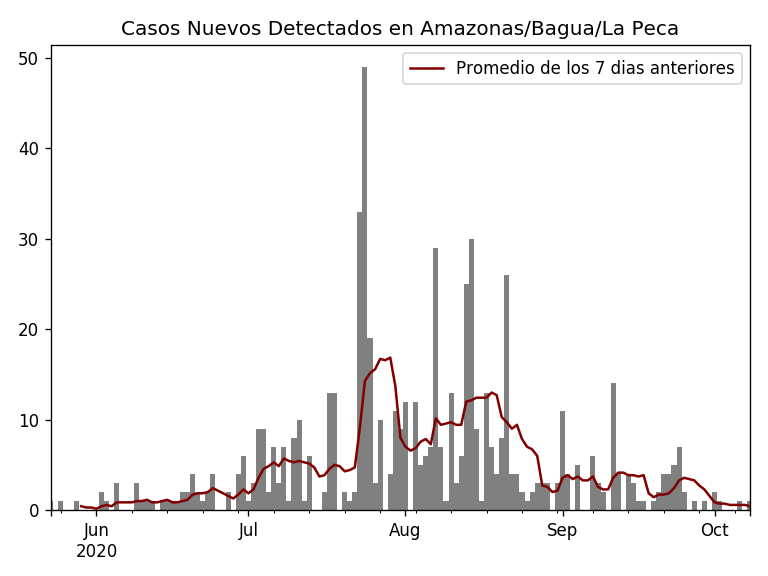 Casos Nuevos Detectados en Amazonas/Bagua/La Peca
Promedio de los 7 dias anteriores
50
40
30
20
10
0
Jun Jul Aug Sep Oct
2020